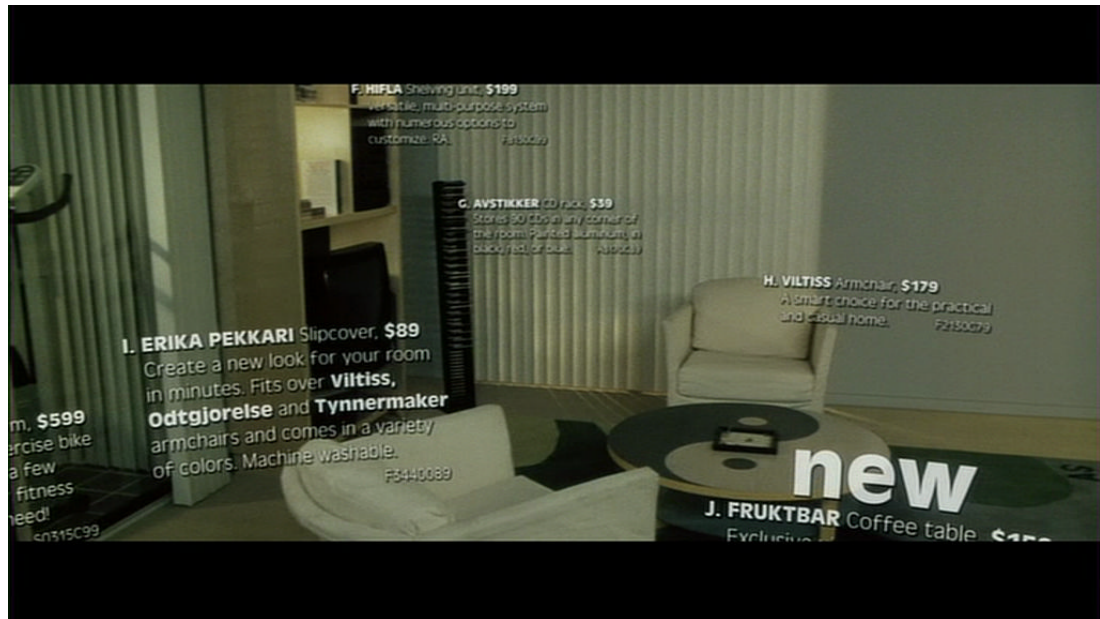 F. HIFLA Shelving unit, $199
versatile, multi-purpose system
with numerous options to
customize. RA.
G. AVSTIKKER CD rack, $39
Stores 90 CDs in any corner of
the room! Painted aluminum, in
black, red, or blue.
H. VILTISS Armchair, $179
A smart choice for the practical
and casual home. F2150C79
I. ERIKA PEKKARI Slipcover, $89
Create a new look for your room
in minutes. Fits over Viltiss,
Odtgjorelse and Tynnermaker
armchairs and comes in a variety
of colors. Machine washable.
F3440089
m, $599
ercise bike
a few
fitness
need!
S0315C99
new
J. FRUKTBAR Coffee table,
Exclusive